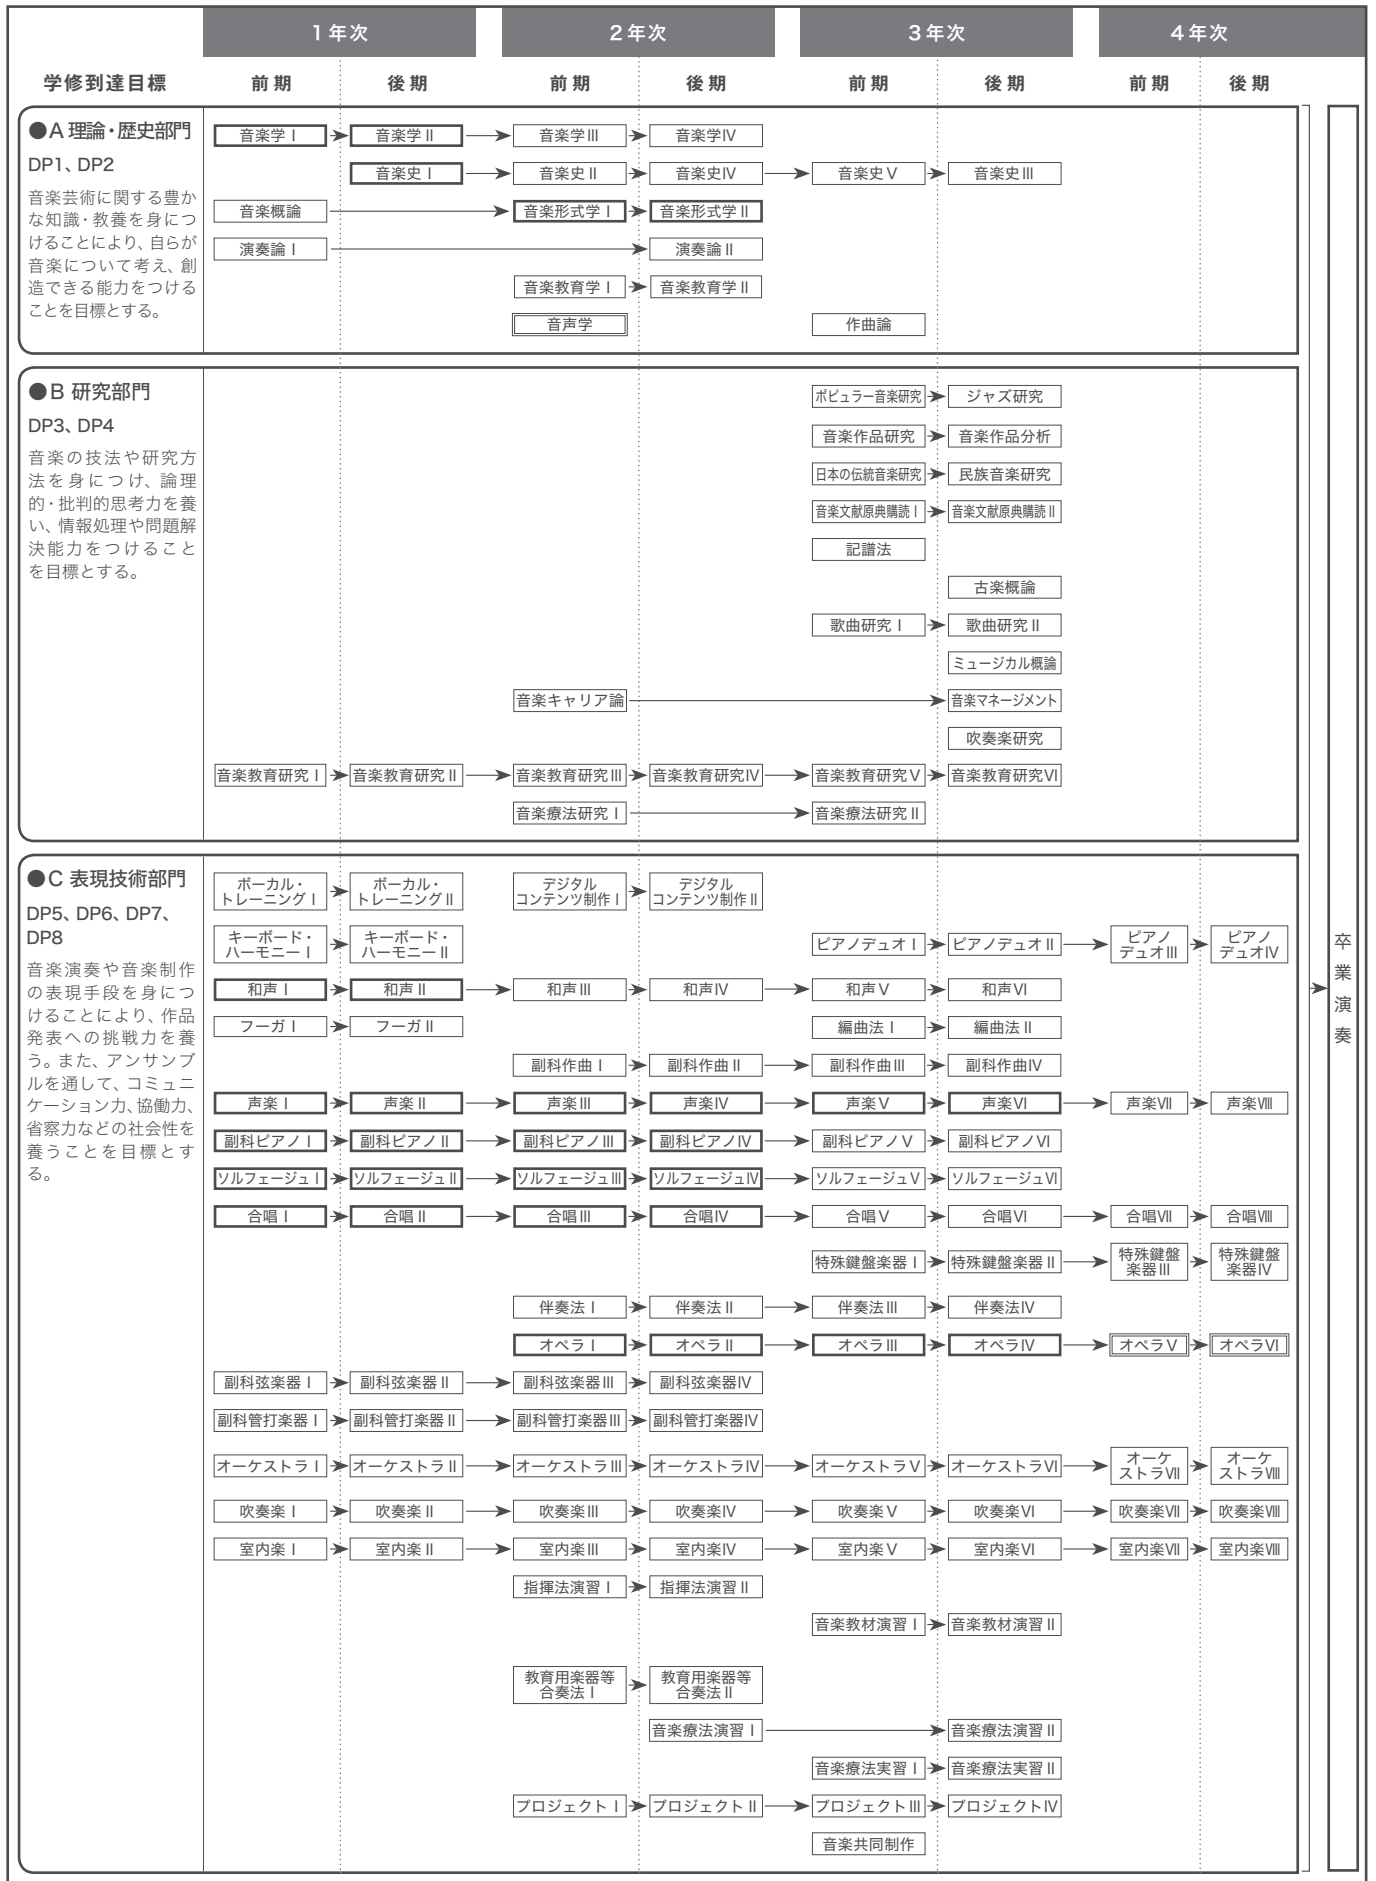 1年次 2年次 3年次 4年次
学修到達目標 前期 後期 前期 後期 前期 後期 前期 後期
●A 理論・歴史部門
DP1、DP2
音楽芸術に関する豊か
な知識・教養を身につ
けることにより、自らが
音楽について考え、創
造できる能力をつける
ことを目標とする。
音楽学Ⅰ 音楽学Ⅱ 音楽学Ⅲ 音楽学Ⅳ
音楽史Ⅰ 音楽史Ⅱ 音楽史Ⅳ 音楽史Ⅴ 音楽史Ⅲ
音楽概論 音楽形式学Ⅰ 音楽形式学Ⅱ
演奏論Ⅰ 演奏論Ⅱ
音楽教育学Ⅰ 音楽教育学Ⅱ
音声学 作曲論
●B 研究部門
DP3、DP4
音楽の技法や研究方
法を身につけ、論理
的・批判的思考力を養
い、情報処理や問題解
決能力をつけること
を目標とする。
ポピュラー音楽研究 ジャズ研究
音楽作品研究 音楽作品分析
日本の伝統音楽研究 民族音楽研究
音楽文献原典購読Ⅰ 音楽文献原典購読Ⅱ
記譜法
古楽概論
歌曲研究Ⅰ 歌曲研究Ⅱ
ミュージカル概論
音楽キャリア論 音楽マネージメント
吹奏楽研究
音楽教育研究Ⅰ 音楽教育研究Ⅱ 音楽教育研究Ⅲ 音楽教育研究Ⅳ 音楽教育研究Ⅴ 音楽教育研究Ⅵ
音楽療法研究Ⅰ 音楽療法研究Ⅱ
●C 表現技術部門
DP5、DP6、DP7、
DP8
音楽演奏や音楽制作
の表現手段を身につ
けることにより、作品
発表への挑戦力を養
う。また、アンサンブ
ルを通して、コミュニ
ケーション力、協働力、
省察力などの社会性を
養うことを目標とす
る。
ボーカル・ ボーカル・ デジタル デジタル
トレーニングⅠ トレーニングⅡ コンテンツ制作Ⅰ コンテンツ制作Ⅱ
キーボード・ キーボード・ ピアノ ピアノ
ハーモニーⅠ ハーモニーⅡ ピアノデュオⅠ ピアノデュオⅡ デュオⅢ デュオⅣ
和声Ⅰ 和声Ⅱ 和声Ⅲ 和声Ⅳ 和声Ⅴ 和声Ⅵ
フーガⅠ フーガⅡ 編曲法Ⅰ 編曲法Ⅱ
副科作曲Ⅰ 副科作曲Ⅱ 副科作曲Ⅲ 副科作曲Ⅳ
声楽Ⅰ 声楽Ⅱ 声楽Ⅲ 声楽Ⅳ 声楽Ⅴ 声楽Ⅵ 声楽Ⅶ 声楽Ⅷ
副科ピアノⅠ 副科ピアノⅡ 副科ピアノⅢ 副科ピアノⅣ 副科ピアノⅤ 副科ピアノⅥ
ソルフェージュⅠ ソルフェージュⅡ ソルフェージュⅢ ソルフェージュⅣ ソルフェージュⅤ ソルフェージュⅥ
合唱Ⅰ 合唱Ⅱ 合唱Ⅲ 合唱Ⅳ 合唱Ⅴ 合唱Ⅵ 合唱Ⅶ 合唱Ⅷ
特殊鍵盤 特殊鍵盤
特殊鍵盤楽器Ⅰ 特殊鍵盤楽器Ⅱ 楽器Ⅲ 楽器Ⅳ
伴奏法Ⅰ 伴奏法Ⅱ 伴奏法Ⅲ 伴奏法Ⅳ
オペラⅠ オペラⅡ オペラⅢ オペラⅣ オペラⅤ オペラⅥ
副科弦楽器Ⅰ 副科弦楽器Ⅱ 副科弦楽器Ⅲ 副科弦楽器Ⅳ
副科管打楽器Ⅰ 副科管打楽器Ⅱ 副科管打楽器Ⅲ 副科管打楽器Ⅳ
オーケ オーケ
オーケストラⅠ オーケストラⅡ オーケストラⅢ オーケストラⅣ オーケストラⅤ オーケストラⅥ ストラⅦ ストラⅧ
吹奏楽Ⅰ 吹奏楽Ⅱ 吹奏楽Ⅲ 吹奏楽Ⅳ 吹奏楽Ⅴ 吹奏楽Ⅵ 吹奏楽Ⅶ 吹奏楽Ⅷ
室内楽Ⅰ 室内楽Ⅱ 室内楽Ⅲ 室内楽Ⅳ 室内楽Ⅴ 室内楽Ⅵ 室内楽Ⅶ 室内楽Ⅷ
指揮法演習Ⅰ 指揮法演習Ⅱ
音楽教材演習Ⅰ 音楽教材演習Ⅱ
教育用楽器等 教育用楽器等
合奏法Ⅰ 合奏法Ⅱ
音楽療法演習Ⅰ 音楽療法演習Ⅱ
音楽療法実習Ⅰ 音楽療法実習Ⅱ
プロジェクトⅠ プロジェクトⅡ プロジェクトⅢ プロジェクトⅣ
音楽共同制作
卒業演奏